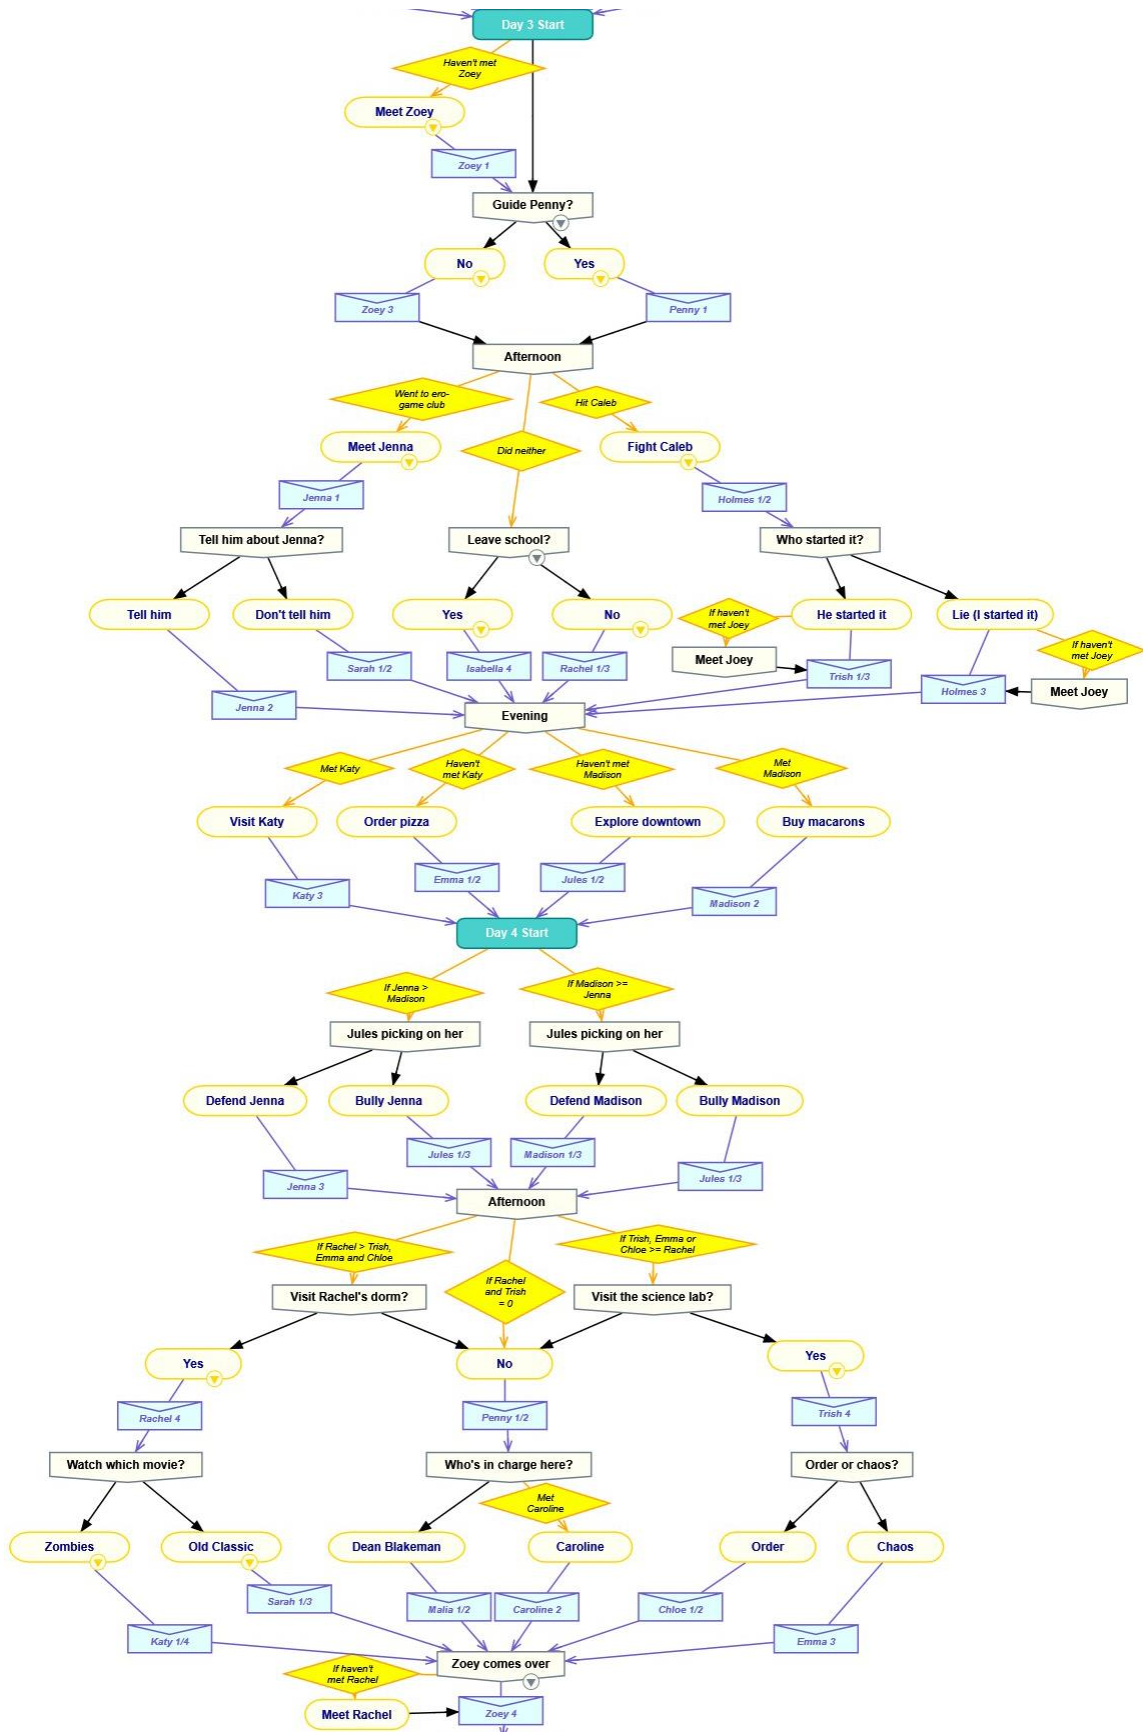 Day 3 Start
Haven't met
Zoey
Meet Zoey
Zoey 1
Guide Penny?
No
Yes
Zoey 3
Penny 1
Afternoon
Went to ero-
game club
Hit Caleb
Meet Jenna
Did neither
Fight Caleb
Jenna 1
Holmes 1/2
Tell him about Jenna?
Leave school?
Who started it?
Tell him
Don't tell him
Yes
No
If haven't
met Joey
He started it
Lie (I started it)
If haven't
met Joey
Sarah 1/2
Isabella 4
Rachel 1/3
Meet Joey
Trish 1/3
Jenna 2
Holmes 3
Meet Joey
Evening
Met Katy
Haven't
met Katy
Haven't met
Madison
Met
Madison
Visit Katy
Order pizza
Explore downtown
Buy macarons
Katy 3
Emma 1/2
Jules 1/2
Madison 2
Day 4 Start
If Jenna >
Madison
If Madison >=
Jenna
Jules picking on her
Jules picking on her
Defend Jenna
Bully Jenna
Defend Madison
Bully Madison
Jenna 3
Jules 1/3
Madison 1/3
Jules 1/3
Afternoon
If Rachel > Trish,
Emma and Chloe
If Rachel
and Trish
= 0
If Trish, Emma or
Chloe >= Rachel
Visit Rachel's dorm?
Visit the science lab?
Yes
No
Yes
Rachel 4
Penny 1/2
Trish 4
Watch which movie?
Who's in charge here?
Order or chaos?
Met
Caroline
Zombies
Old Classic
Dean Blakeman
Caroline
Order
Chaos
Sarah 1/3
Malia 1/2
Caroline 2
Chloe 1/2
Katy 1/4
Emma 3
Zoey comes over
If haven't
met Rachel
Meet Rachel
Zoey 4